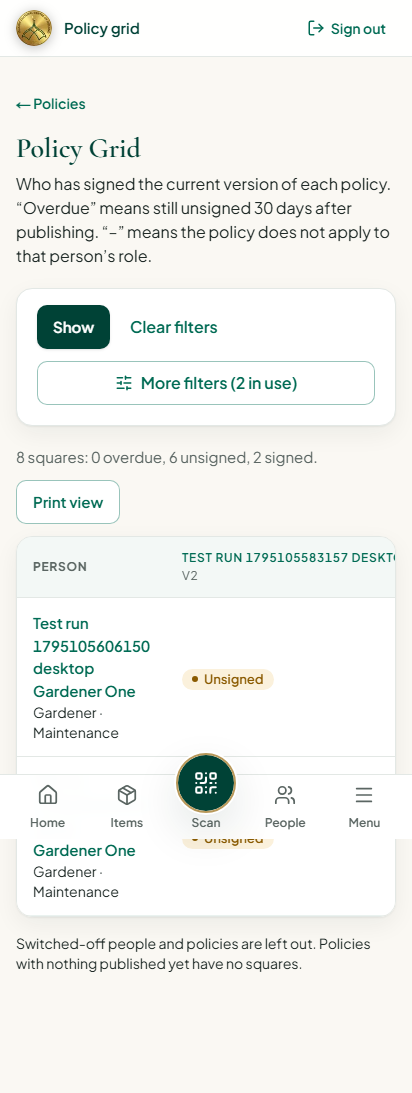 Policy grid
Sign out
← Policies
Policy Grid
Who has signed the current version of each policy.
“Overdue” means still unsigned 30 days after
publishing. “–” means the policy does not apply to
that person’s role.
Show
Clear filters
More filters (2 in use)
8 squares: 0 overdue, 6 unsigned, 2 signed.
Print view
PERSON
TEST RUN 1795105583157
V2
Test run
1795105606150
desktop
Gardener One
Gardener ·
Maintenance
Unsigned
Home
Items
Scan
People
Menu
Gardener One
Unsigned
Gardener ·
Maintenance
Switched-off people and policies are left out. Policies
with nothing published yet have no squares.